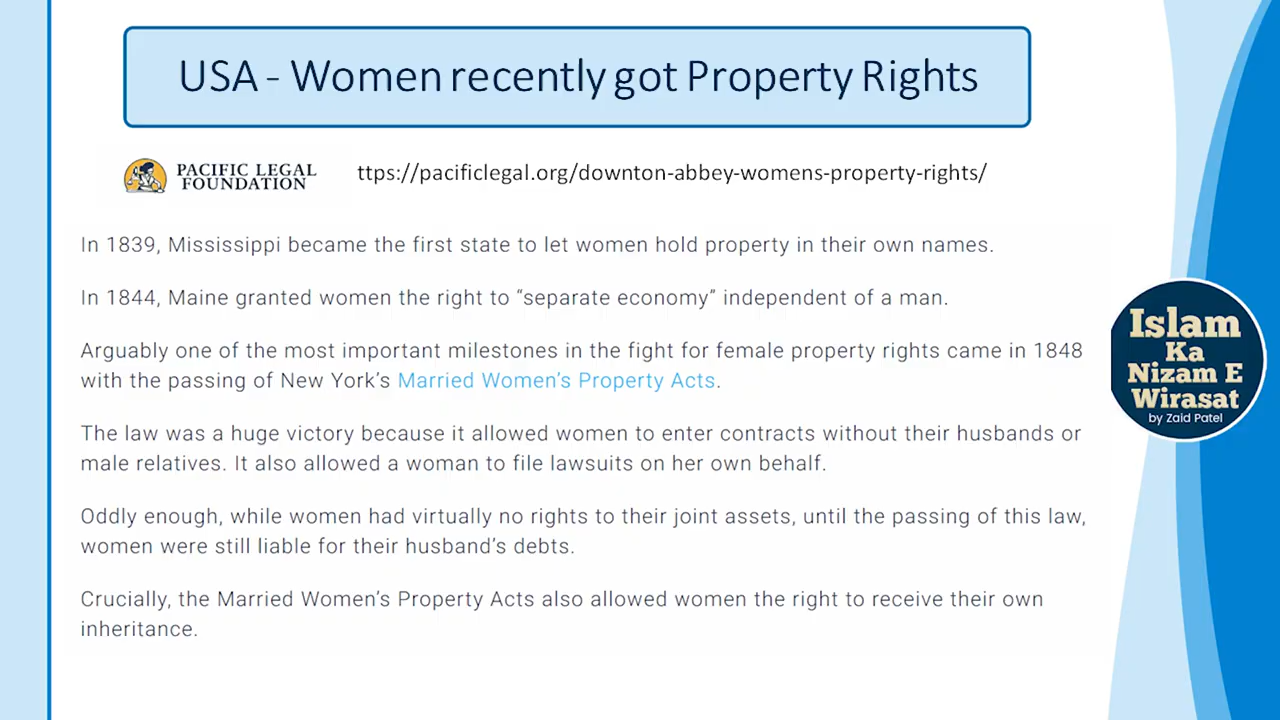 USA - Women recently got Property Rights
PACIFIC LEGAL
FOUNDATION
ttps://pacificlegal.org/downton-abbey-womens-property-rights/
In 1839, Mississippi became the first state to let women hold property in their own names.
In 1844, Maine granted women the right to “separate economy” independent of a man.
Arguably one of the most important milestones in the fight for female property rights came in 1848
with the passing of New York’s Married Women’s Property Acts.
The law was a huge victory because it allowed women to enter contracts without their husbands or
male relatives. It also allowed a woman to file lawsuits on her own behalf.
Oddly enough, while women had virtually no rights to their joint assets, until the passing of this law,
women were still liable for their husband’s debts.
Crucially, the Married Women’s Property Acts also allowed women the right to receive their own
inheritance.
Islam
Ka
Nizam E
Wirasat
by Zaid Patel